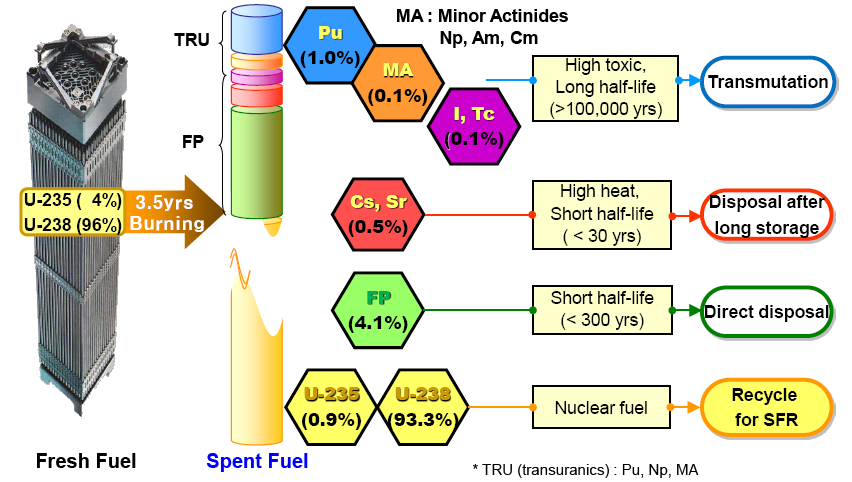 MA : Minor Actinides
Np, Am, Cm
TRU
Pu
(1.0%)
MA
(0.1%)
I, Tc
(0.1%)
High toxic,
Long half-life
(>100,000 yrs)
Transmutation
FP
U-235 ( 4%)
U-238 (96%)
3.5yrs
Burning
Cs, Sr
(0.5%)
High heat,
Short half-life
( < 30 yrs)
Disposal after
long storage
FP
(4.1%)
Short half-life
(< 300 yrs)
Direct disposal
U-235
(0.9%)
U-238
(93.3%)
Nuclear fuel
Recycle
for SFR
Fresh Fuel
Spent Fuel
* TRU (transuranics) : Pu, Np, MA